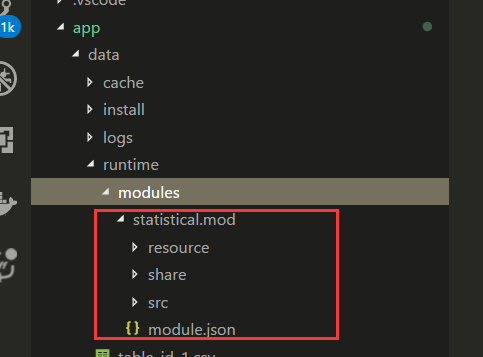 .vscode
1k
app
data
cache
install
logs
runtime
modules
statistical.mod
resource
share
src
{} module.json
table_id_1.csv